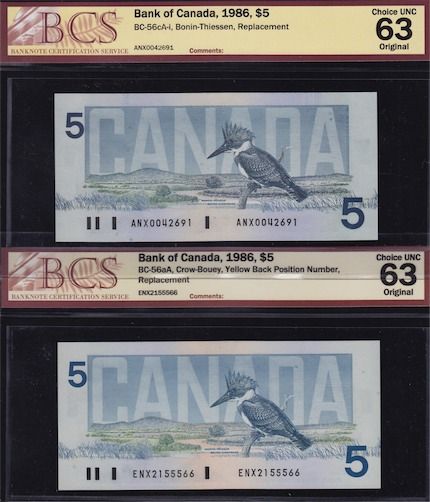 BCS
BANKNOTE CERTIFICATION SERVICE
Bank of Canada, 1986, $5
BC-56cA-i, Bonin-Thiessen, Replacement
ANX0042691
Comments:
Choice UNC
63
Original
5
CANADA
ANX0042691 ANX0042691
5
BCS
BANKNOTE CERTIFICATION SERVICE
Bank of Canada, 1986, $5
BC-56aA, Crow-Bouey, Yellow Back Position Number,
Replacement
ENX2155566
Comments:
Choice UNC
63
Original
5
CANADA
ENX2155566 ENX2155566
5